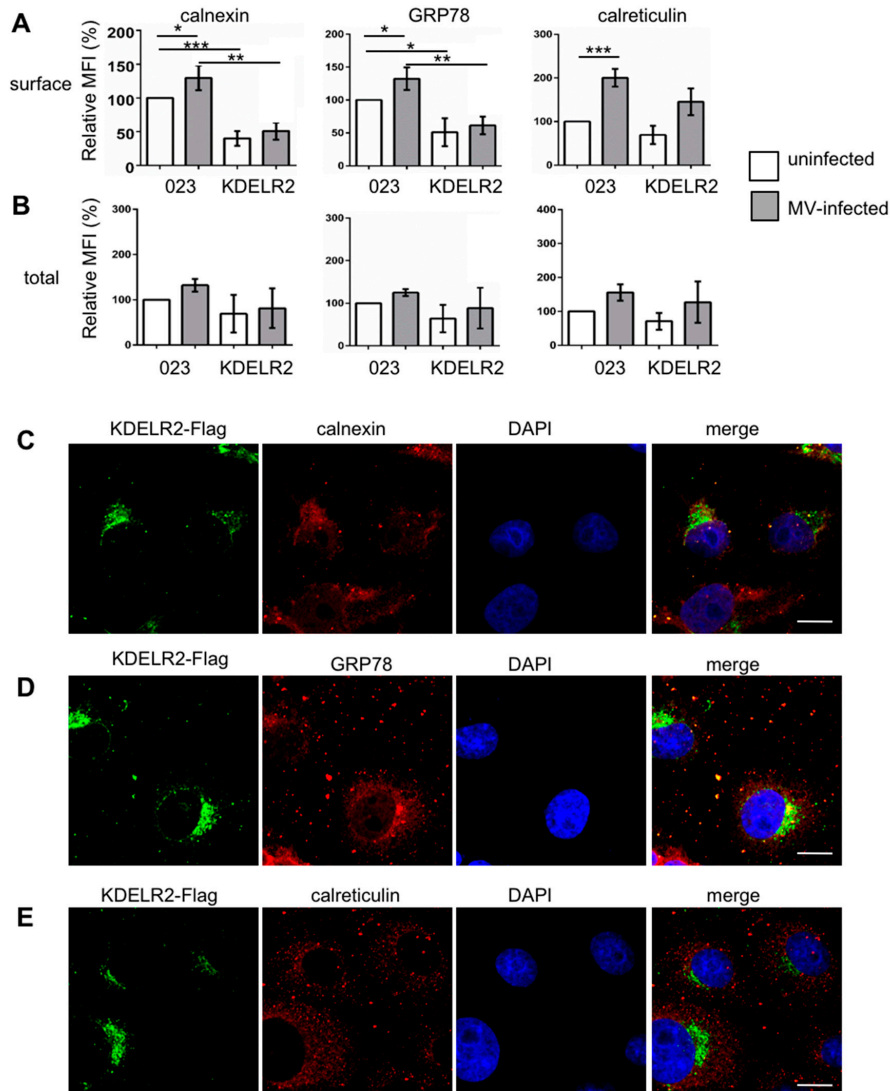 A
calnexin
GRP78
calreticulin
surface
Relative MFI (%)
200
150
100
50
0
*
***
**
023
KDELR2
150
100
50
0
*
*
**
023
KDELR2
300
200
100
0
***
023
KDELR2
uninfected
MV-infected
B
total
Relative MFI (%)
300
200
100
0
023
KDELR2
300
200
100
0
023
KDELR2
400
300
200
100
0
023
KDELR2
C
KDELR2-Flag
calnexin
DAPI
merge
D
KDELR2-Flag
GRP78
DAPI
merge
E
KDELR2-Flag
calreticulin
DAPI
merge